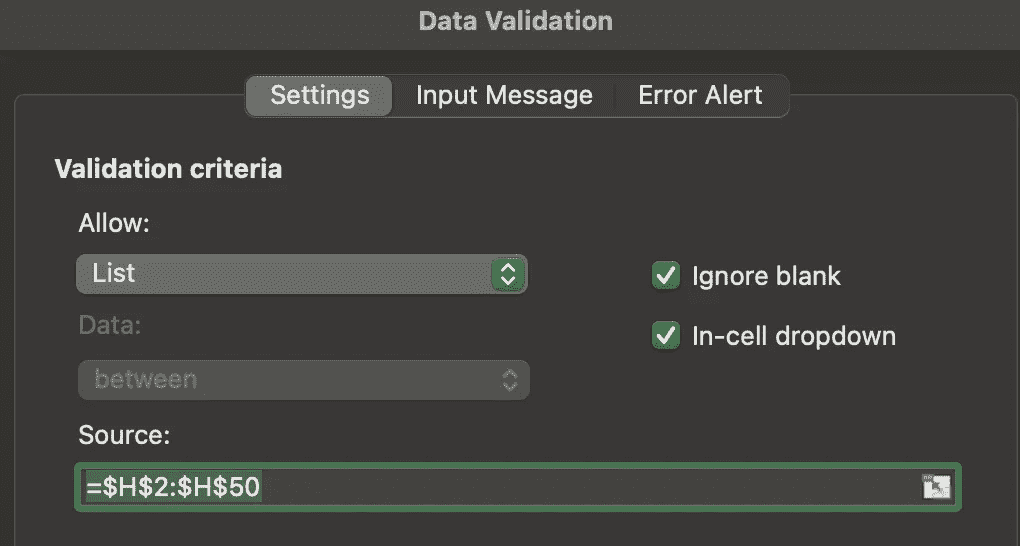 Data Validation
Settings Input Message Error Alert
Validation criteria
Allow:
List
Ignore blank
Data:
In-cell dropdown
between
Source:
=$H$2:$H$50